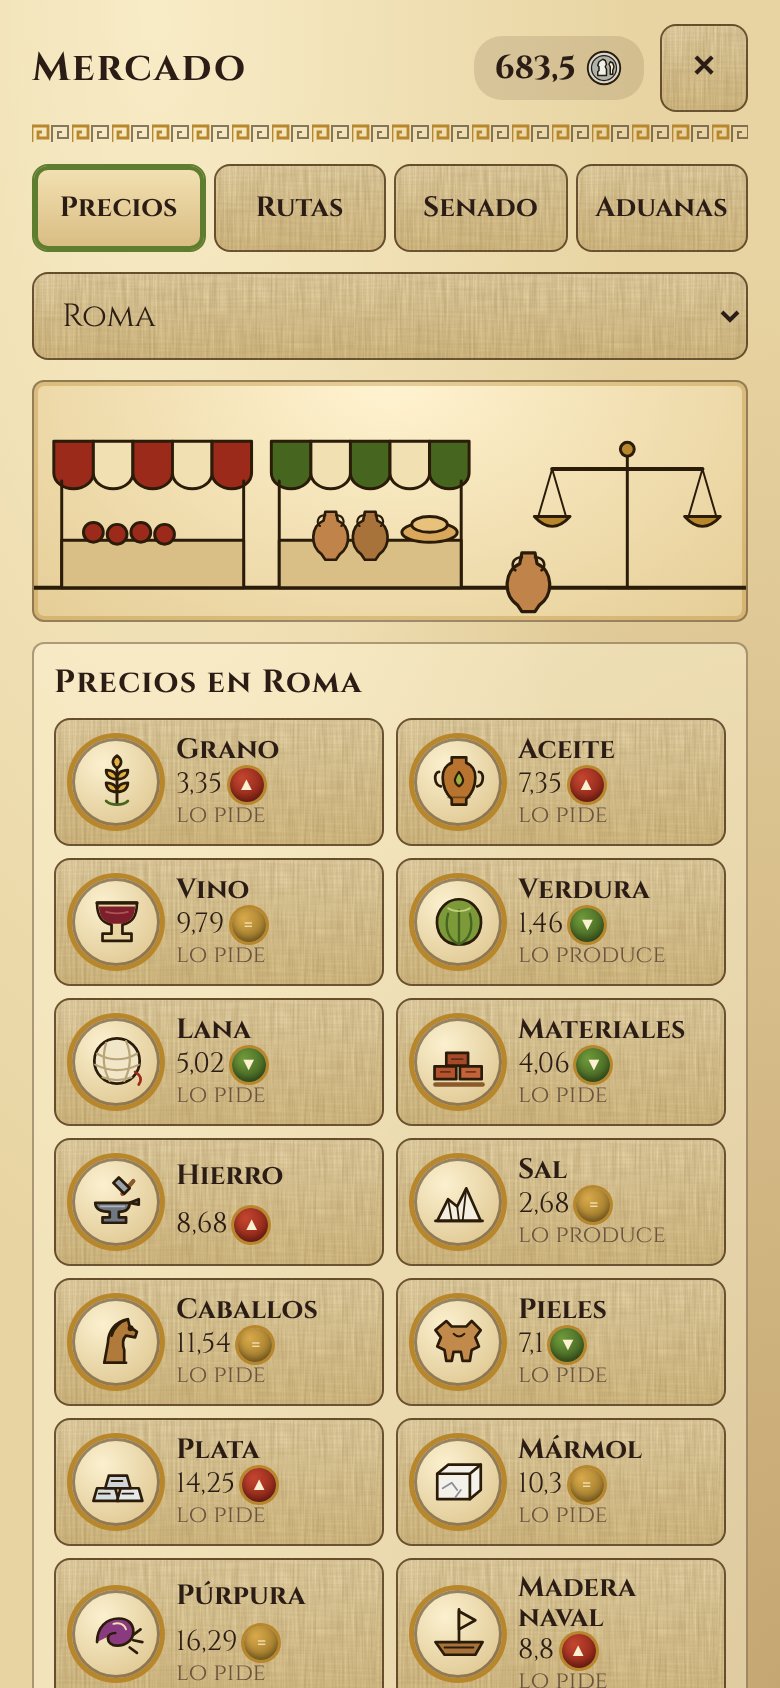 Mercado
683,5
×
Precios
Rutas
Senado
Aduanas
Roma
Precios en Roma
Grano
3,35 ▲
lo pide
Aceite
7,35 ▲
lo pide
Vino
9,79 =
lo pide
Verdura
1,46 ▼
lo produce
Lana
5,02 ▼
lo pide
Materiales
4,06 ▼
lo pide
Hierro
8,68 ▲
Sal
2,68 =
lo produce
Caballos
11,54 =
lo pide
Pieles
7,1 ▼
lo pide
Plata
14,25 ▲
lo pide
Mármol
10,3 =
lo pide
Púrpura
16,29 =
lo pide
Madera
naval
8,8 ▲
lo pide